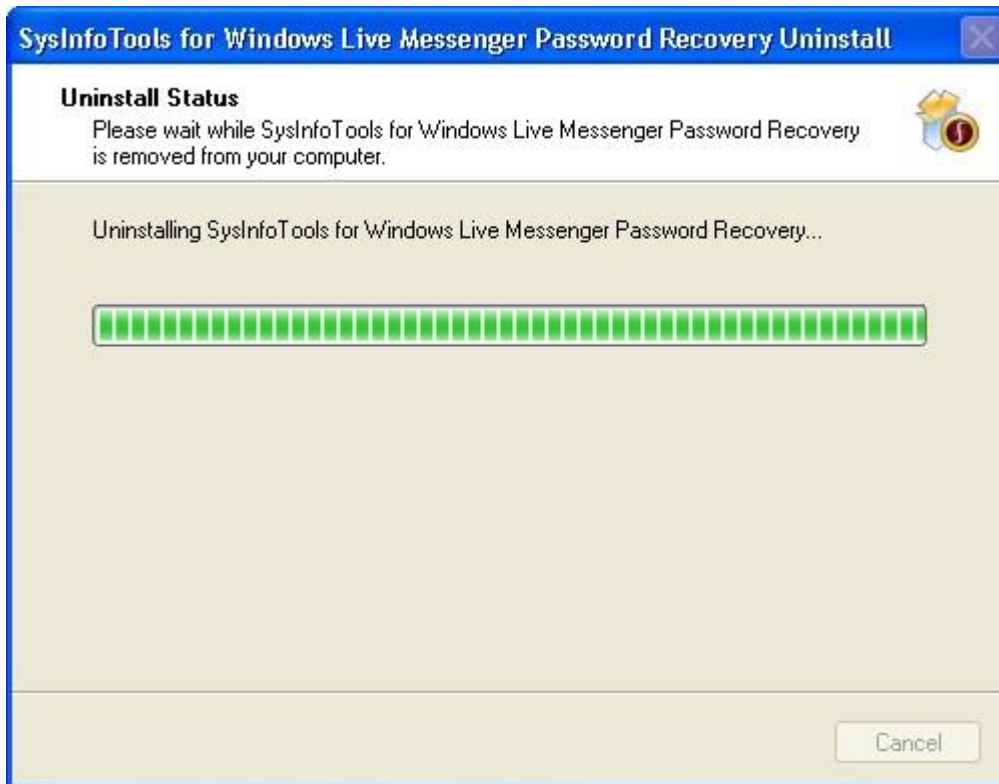 SysInfoTools for Windows Live Messenger Password Recovery Uninstall
Uninstall Status
Please wait while SysInfoTools for Windows Live Messenger Password Recovery
is removed from your computer.
Uninstalling SysInfoTools for Windows Live Messenger Password Recovery...
Cancel